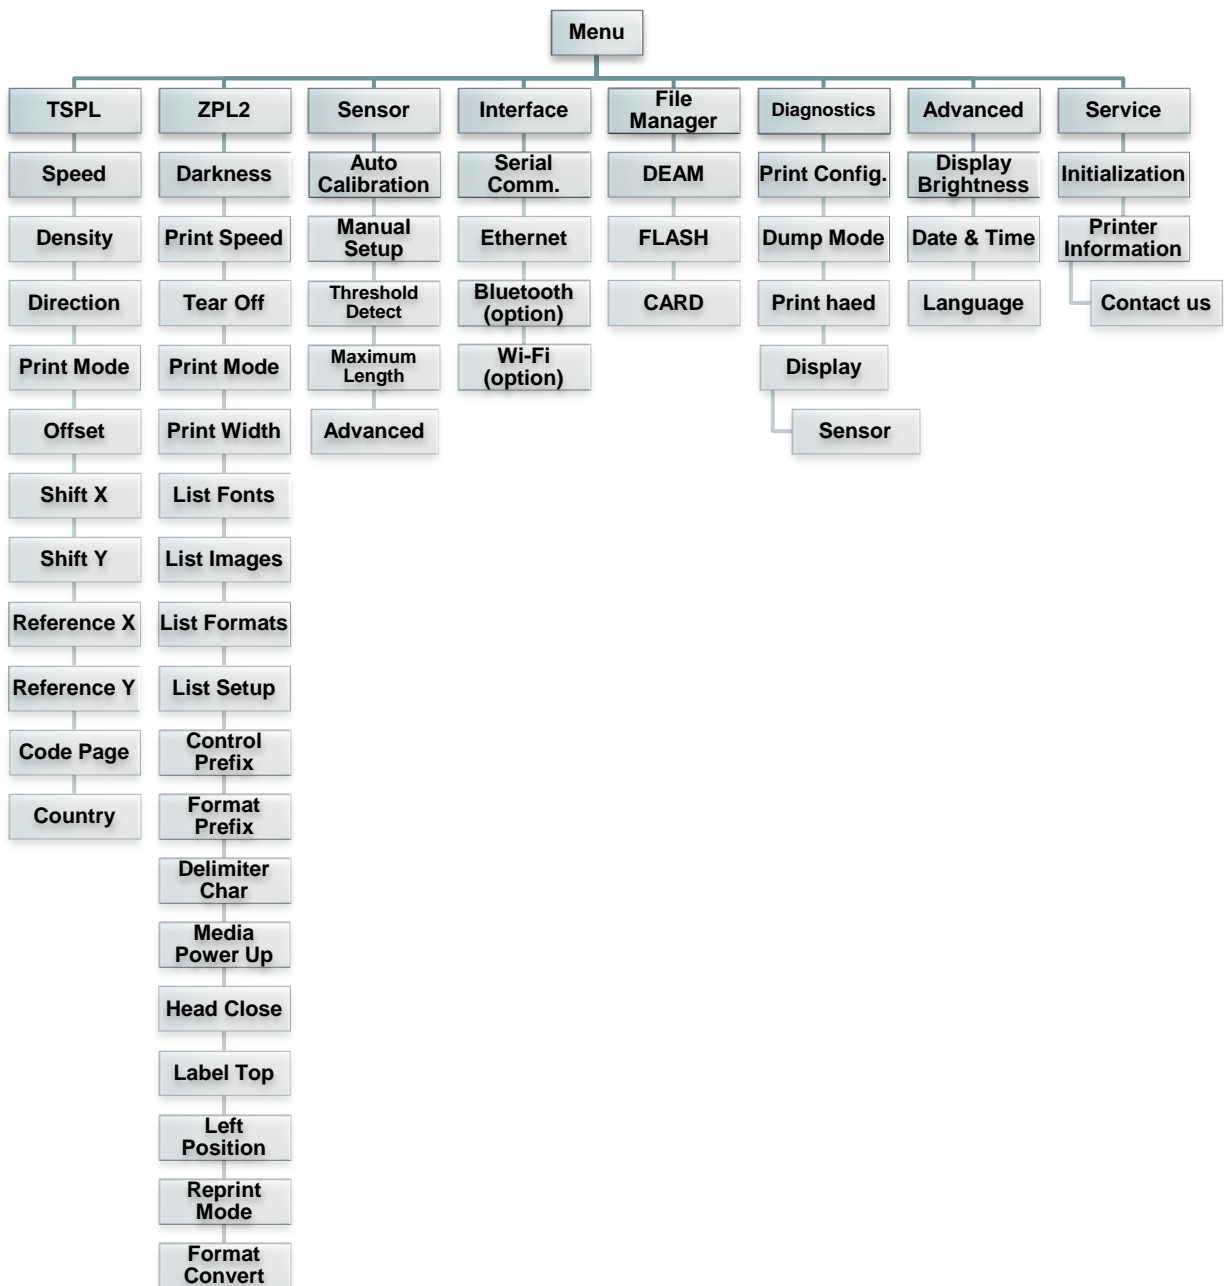 Menu
TSPL
Speed
Density
Direction
Print Mode
Offset
Shift X
Shift Y
Reference X
Reference Y
Code Page
Country
ZPL2
Darkness
Print Speed
Tear Off
Print Mode
Print Width
List Fonts
List Images
List Formats
List Setup
Control
Prefix
Format
Prefix
Delimiter
Char
Media
Power Up
Head Close
Label Top
Left
Position
Reprint
Mode
Format
Convert
Sensor
Auto
Calibration
Manual
Setup
Threshold
Detect
Maximum
Length
Advanced
Interface
Serial
Comm.
Ethernet
Bluetooth
(option)
Wi-Fi
(option)
File
Manager
DEAM
FLASH
CARD
Diagnostics
Print Config.
Dump Mode
Print haed
Display
Sensor
Advanced
Display
Brightness
Date & Time
Language
Service
Initialization
Printer
Information
Contact us